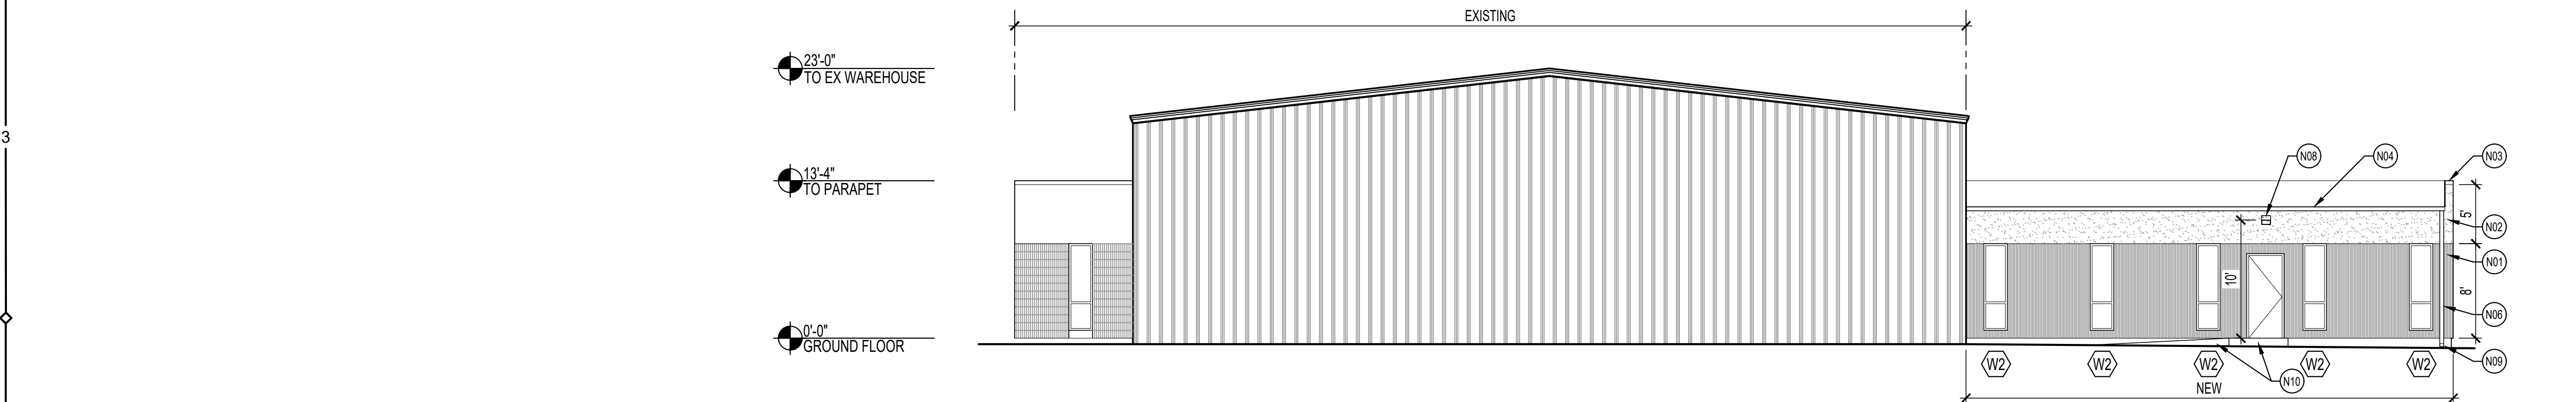 EXISTING
23'-0"
TO EX WAREHOUSE
3
N08
N04
N03
13'-4"
TO PARAPET
5'
N02
N01
10'
8'
N06
0'-0"
GROUND FLOOR
W2
W2
W2
W2
W2
N09
N10
NEW